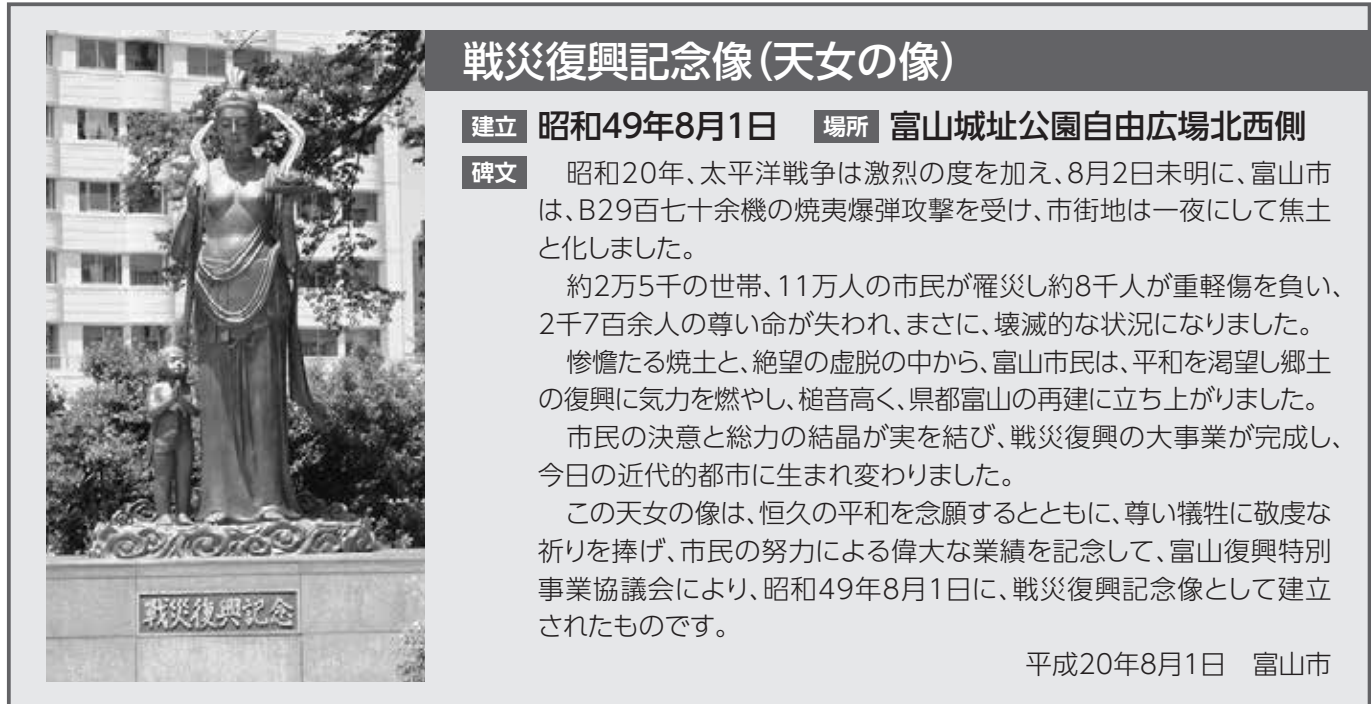 戦災復興記念像（天女の像）
建立 昭和49年8月1日 場所 富山城址公園自由広場北西側
碑文 昭和20年、太平洋戦争は激烈の度を加え、8月2日未明に、富山市
は、B29百七十余機の焼夷爆弾攻撃を受け、市街地は一夜にして焦土
と化しました。
約2万5千の世帯、11万人の市民が罹災し約8千人が重軽傷を負い、
2千7百余人の尊い命が失われ、まさに、壊滅的な状況になりました。
惨憺たる焼土と、絶望の虚脱の中から、富山市民は、平和を渇望し郷土
の復興に気力を燃やし、槌音高く、県都富山の再建に立ち上がりました。
市民の決意と総力の結晶が実を結び、戦災復興の大事業が完成し、
今日の近代的都市に生まれ変わりました。
この天女の像は、恒久の平和を念願するとともに、尊い犠牲に敬虔な
祈りを捧げ、市民の努力による偉大な業績を記念して、富山復興特別
事業協議会により、昭和49年8月1日に、戦災復興記念像として建立
されたものです。
平成20年8月1日 富山市
戦災復興記念